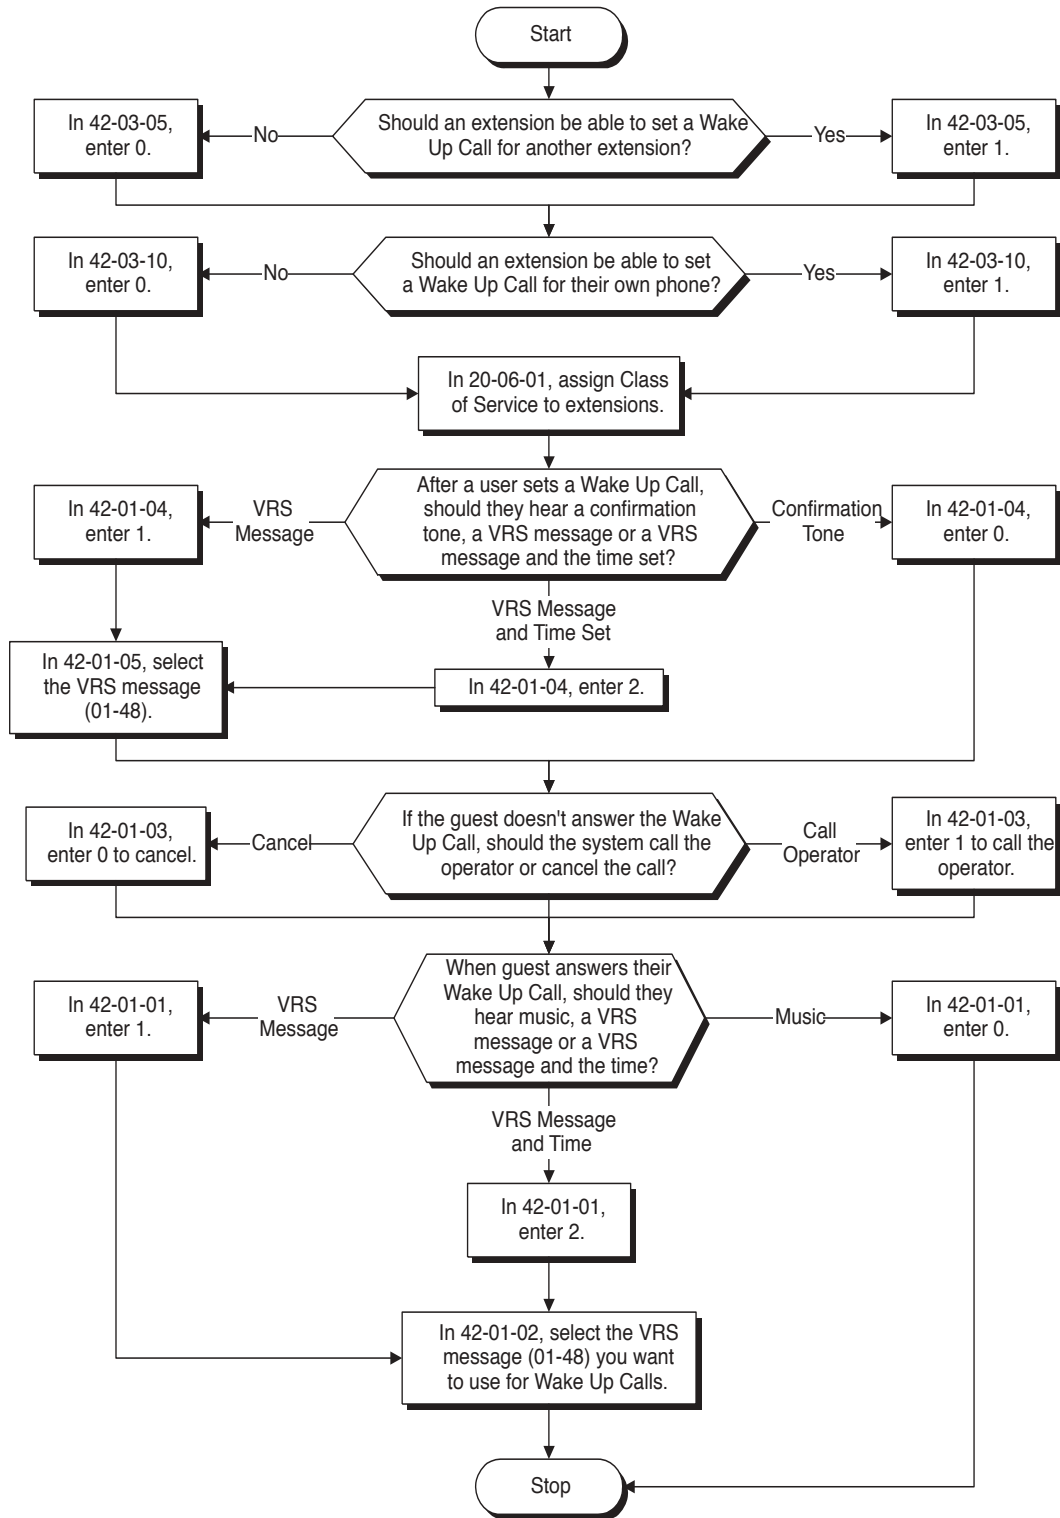 Start
Should an extension be able to set a Wake
Up Call for another extension?
No
In 42-03-05,
enter 0.
Yes
In 42-03-05,
enter 1.
Should an extension be able to set
a Wake Up Call for their own phone?
No
In 42-03-10,
enter 0.
Yes
In 42-03-10,
enter 1.
In 20-06-01, assign Class
of Service to extensions.
After a user sets a Wake Up Call,
should they hear a confirmation
tone, a VRS message or a VRS
message and the time set?
VRS
Message
In 42-01-04,
enter 1.
Confirmation
Tone
In 42-01-04,
enter 0.
VRS Message
and Time Set
In 42-01-04, enter 2.
In 42-01-05, select
the VRS message
(01-48).
If the guest doesn't answer the Wake
Up Call, should the system call the
operator or cancel the call?
Cancel
In 42-01-03,
enter 0 to cancel.
Call
Operator
In 42-01-03,
enter 1 to call the
operator.
When guest answers their
Wake Up Call, should they
hear music, a VRS
message or a VRS
message and the time?
VRS
Message
In 42-01-01,
enter 1.
Music
In 42-01-01,
enter 0.
VRS Message
and Time
In 42-01-01,
enter 2.
In 42-01-02, select the VRS
message (01-48) you want
to use for Wake Up Calls.
Stop